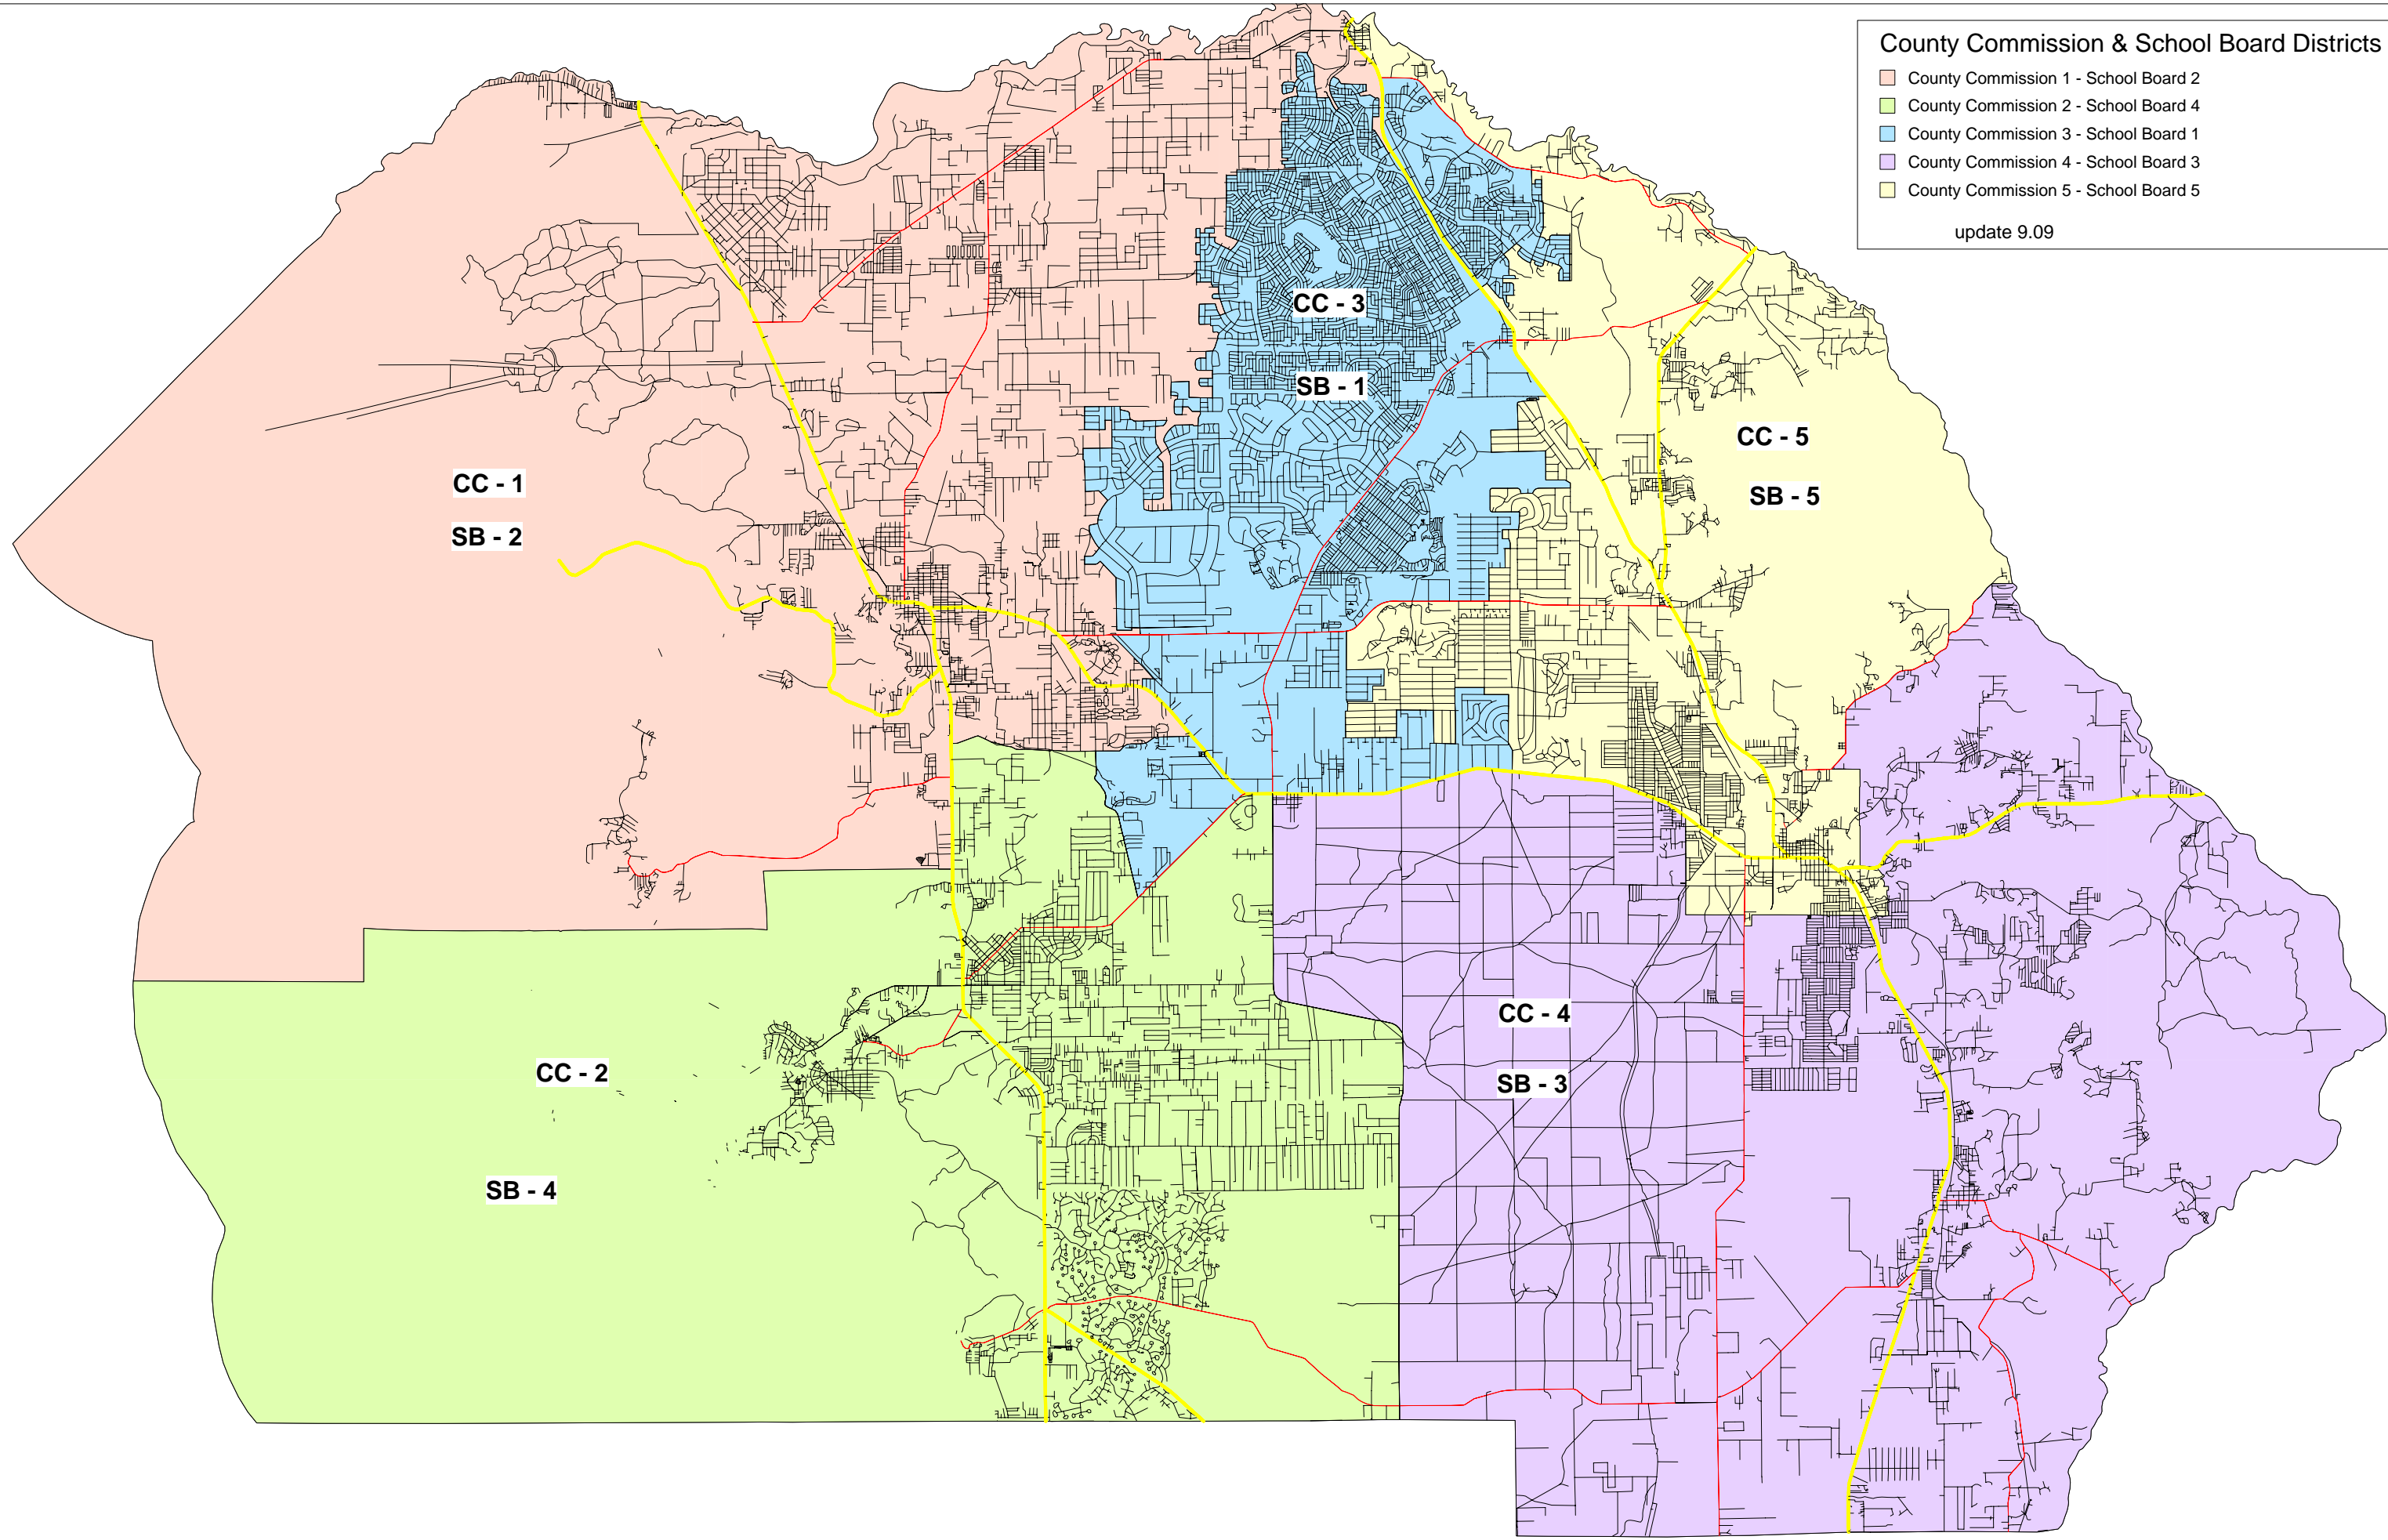 County Commission & School Board Districts
County Commission 1 - School Board 2
County Commission 2 - School Board 4
County Commission 3 - School Board 1
County Commission 4 - School Board 3
County Commission 5 - School Board 5
update 9.09
CC - 3
SB - 1
CC - 5
SB - 5
CC - 1
SB - 2
CC - 4
SB - 3
CC - 2
SB - 4